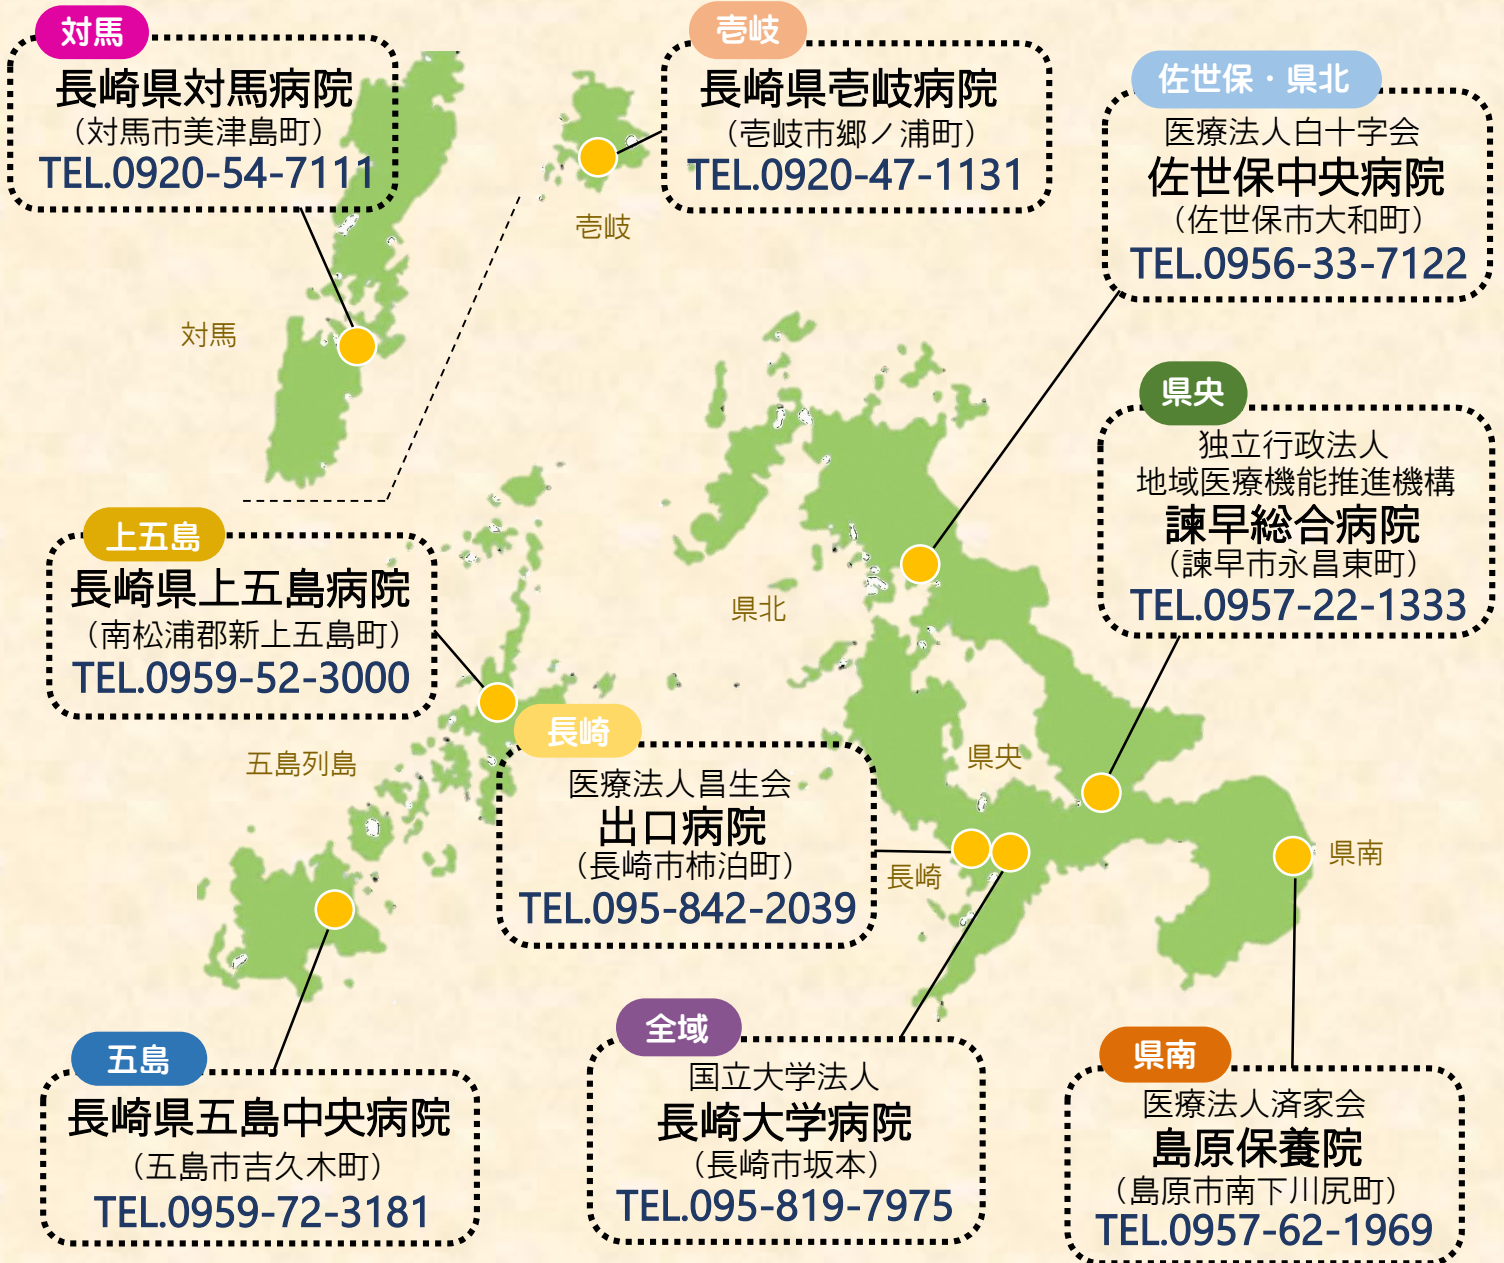 対馬
長崎県対馬病院
（対馬市美津島町）
TEL.0920-54-7111
壱岐
長崎県壱岐病院
（壱岐市郷ノ浦町）
TEL.0920-47-1131
佐世保・県北
医療法人白十字会
佐世保中央病院
（佐世保市大和町）
TEL.0956-33-7122
壱岐
対馬
県央
独立行政法人
地域医療機能推進機構
諫早総合病院
（諫早市永昌東町）
TEL.0957-22-1333
上五島
長崎県上五島病院
（南松浦郡新上五島町）
TEL.0959-52-3000
県北
五島列島
長崎
医療法人昌生会
出口病院
（長崎市柿泊町）
TEL.095-842-2039
県央
長崎
県南
五島
長崎県五島中央病院
（五島市吉久木町）
TEL.0959-72-3181
全域
国立大学法人
長崎大学病院
（長崎市坂本）
TEL.095-819-7975
県南
医療法人済家会
島原保養院
（島原市南下川尻町）
TEL.0957-62-1969